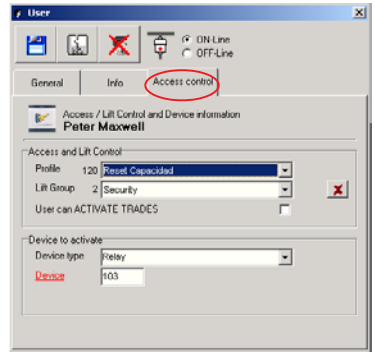 User
ON-Line
OFF-Line
General Info Access control
Access / Lift Control and Device information
Peter Maxwell
Access and Lift Control
Profile 120 Reset Capacidad
Lift Group 2 Security
User can ACTIVATE TRADES
Device to activate
Device type Relay
Device 103